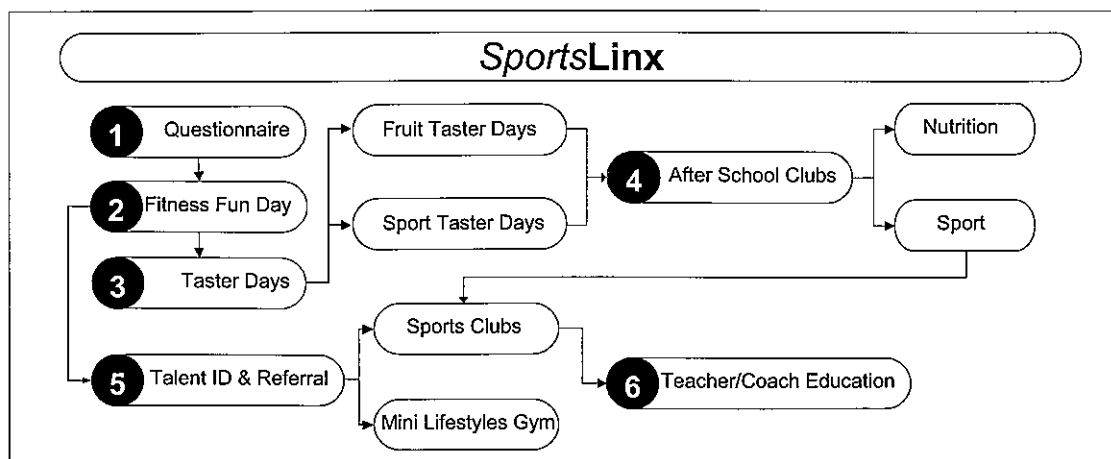 SportsLinx
1 Questionnaire
Fruit Taster Days
Nutrition
2 Fitness Fun Day
4 After School Clubs
Sport Taster Days
Sport
3 Taster Days
Sports Clubs
5 Talent ID & Referral
6 Teacher/Coach Education
Mini Lifestyles Gym